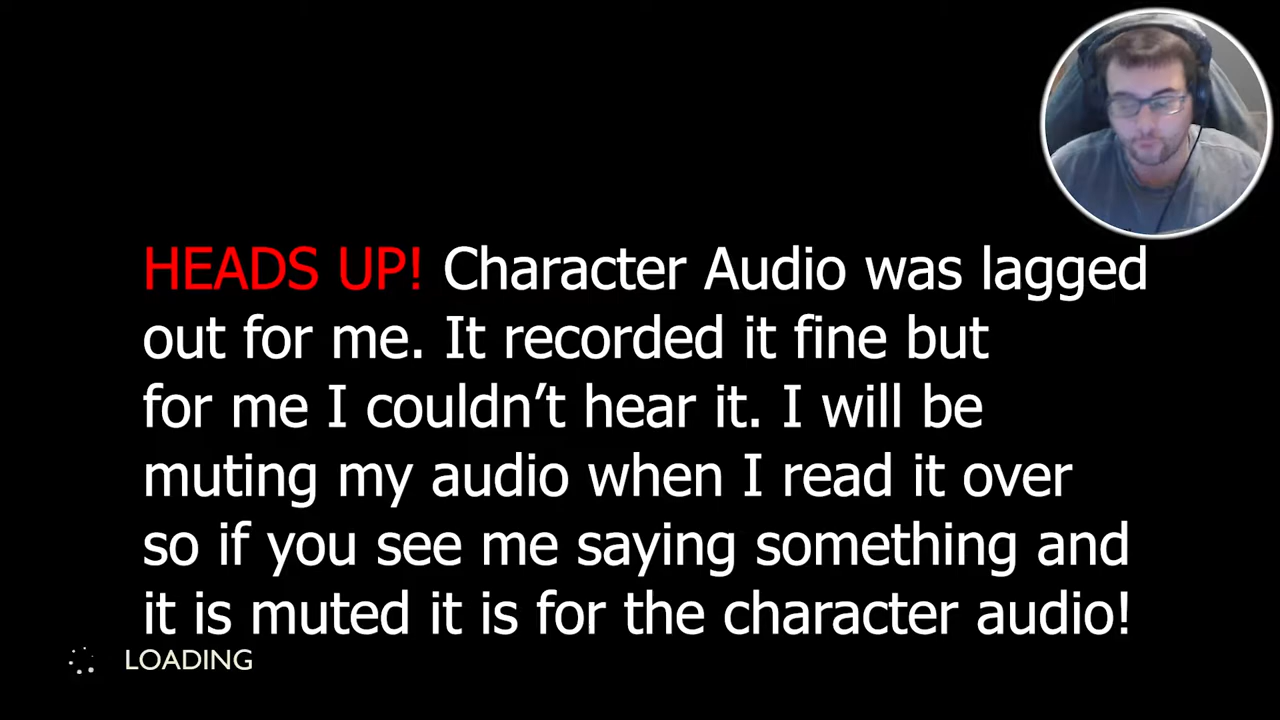 HEADS UP! Character Audio was lagged
out for me. It recorded it fine but
for me I couldn’t hear it. I will be
muting my audio when I read it over
so if you see me saying something and
it is muted it is for the character audio!
LOADING